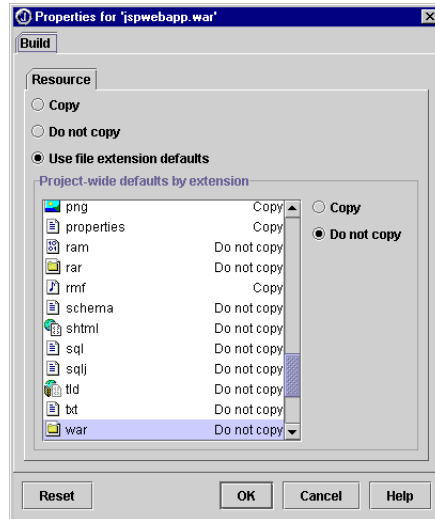 Properties for 'jspwebapp.war'
Build
Resource
Copy
Do not copy
Use file extension defaults
Project-wide defaults by extension
png Copy
properties Copy
ram Do not copy
rar Do not copy
rmf Copy
schema Do not copy
shtml Do not copy
sql Do not copy
sqlj Do not copy
tld Do not copy
txt Do not copy
war Do not copy
Copy
Do not copy
Reset OK Cancel Help